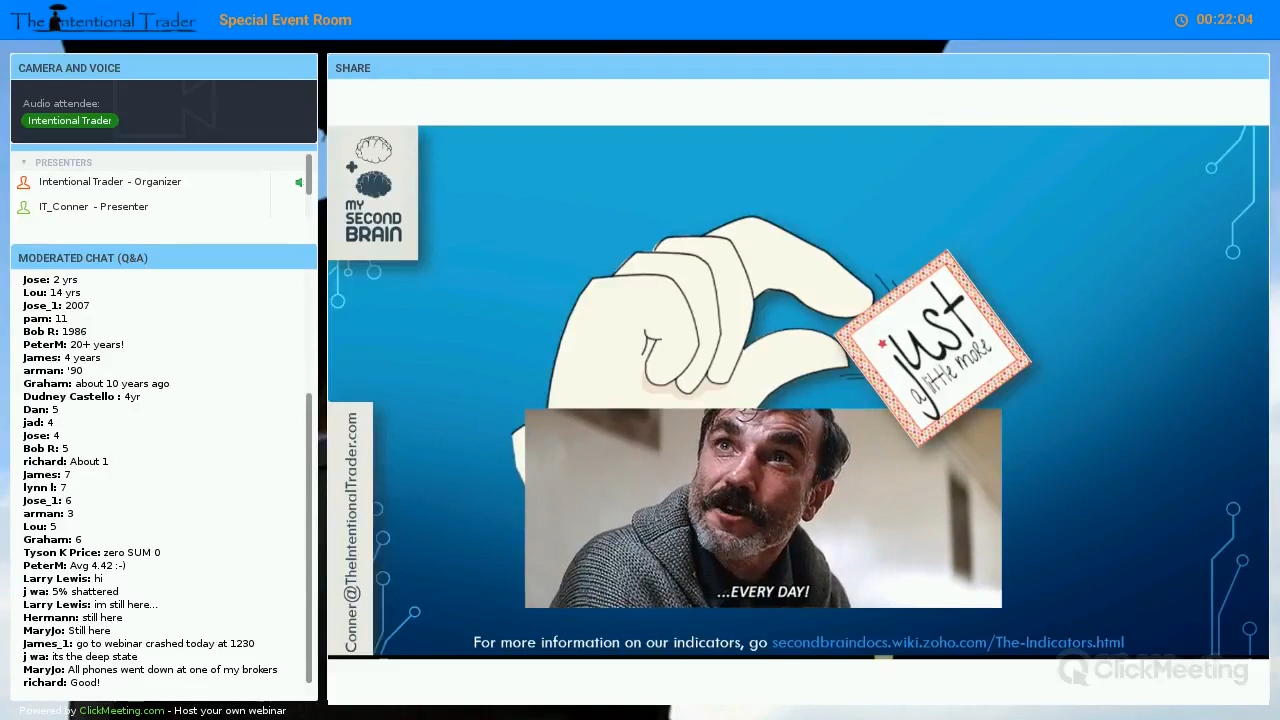 The Intentional Trader
Special Event Room
00:22:04
CAMERA AND VOICE
Audio attendee:
Intentional Trader
PRESENTERS
Intentional Trader - Organizer
IT_Conner - Presenter
MODERATED CHAT (Q&A)
Jose: 2 yrs
Lou: 14 yrs
Jose_1: 2007
pam: 11
Bob R: 1986
PeterM: 20+ years!
James: 4 years
arman: '90
Graham: about 10 years ago
Dudney Castello : 4yr
Dan: 5
jad: 4
Jose: 4
Bob R: 5
richard: About 1
James: 7
lynn l: 7
Jose_1: 6
arman: 3
Lou: 5
Graham: 6
Tyson K Price: zero SUM 0
PeterM: Avg 4.42 :-)
Larry Lewis: hi
j wa: 5% shattered
Larry Lewis: im still here...
Hermann: still here
MaryJo: Still here
James_1: go to webinar crashed today at 1230
j wa: its the deep state
MaryJo: All phones went down at one of my brokers
richard: Good!
Powered by ClickMeeting.com - Host your own webinar
SHARE
MY
SECOND
BRAIN
just
a little more
...EVERY DAY!
Conner@TheIntentionalTrader.com
For more information on our indicators, go secondbraindocs.wiki.zoho.com/The-Indicators.html
ClickMeeting